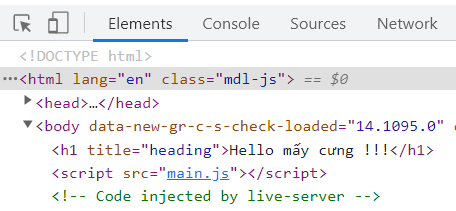 Elements Console Sources Network
<!DOCTYPE html>
···<html lang="en" class="mdl-js"> == $0
<head>…</head>
<body data-new-gr-c-s-check-loaded="14.1095.0"
<h1 title="heading">Hello mấy cưng !!!</h1>
<script src="main.js"></script>
<!-- Code injected by live-server -->